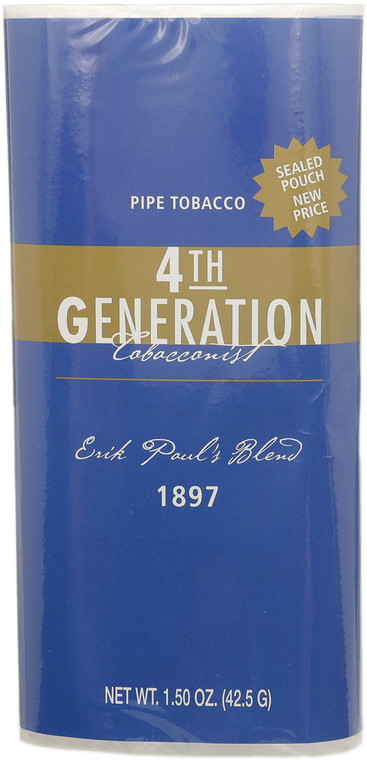 SEALED
POUCH
NEW
PRICE
PIPE TOBACCO
4TH
GENERATION
Tobacconist
Erik Paul's Blend
1897
NET WT. 1.50 OZ. (42.5 G)